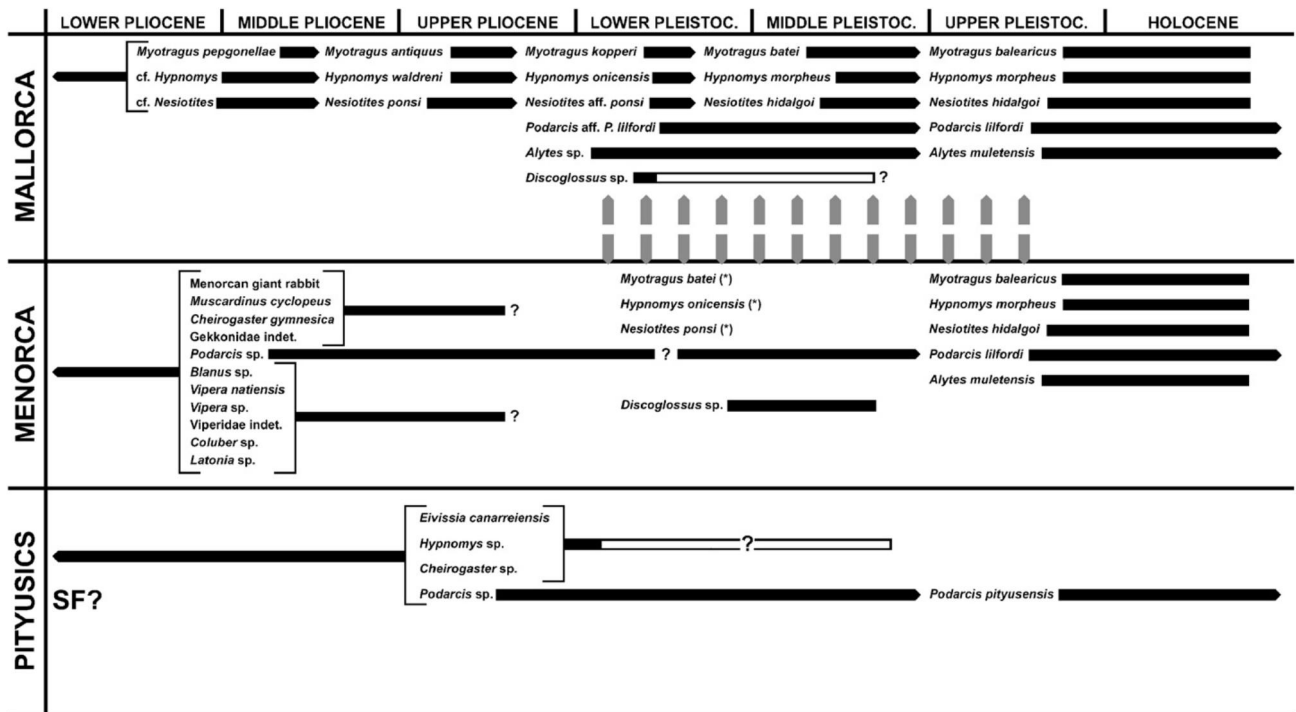 LOWER PLIOCENE MIDDLE PLIOCENE UPPER PLIOCENE LOWER PLEISTOC. MIDDLE PLEISTOC. UPPER PLEISTOC. HOLOCENE
MALLORCA
Myotragus pepgonellae Myotragus antiquus Myotragus kopperi Myotragus batei Myotragus balearicus
cf. Hypnomys Hypnomys waldreni Hypnomys onicensis Hypnomys morpheus Hypnomys morpheus
cf. Nesiotites Nesiotites ponsi Nesiotites aff. ponsi Nesiotites hidalgoi Nesiotites hidalgoi
Podarcis aff. P. lilfordi Podarcis lilfordi
Alytes sp. Alytes muletensis
Discoglossus sp. ?
MENORCA
Menorcan giant rabbit Myotragus batei (*) Myotragus balearicus
Muscardinus cyclopeus ? Hypnomys onicensis (*) Hypnomys morpheus
Cheirogaster gymnesica
Gekkonidae indet. Nesiotites ponsi (*) Nesiotites hidalgoi
Podarcis sp. ? Podarcis lilfordi
Blanus sp.
Vipera natiensis Alytes muletensis
Vipera sp. Discoglossus sp.
Viperidae indet. ?
Coluber sp.
Latonia sp.
PITYUSICS
Eivissia canarreiensis
Hypnomys sp. ?
Cheirogaster sp.
SF? Podarcis sp. Podarcis pityusensis